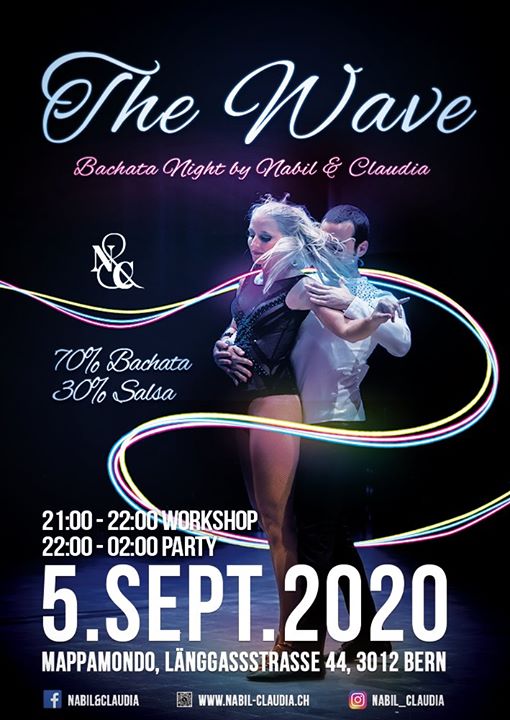 The Wave
Bachata Night by Nabil & Claudia
N&C
70% Bachata
30% Salsa
21:00 - 22:00 WORKSHOP
22:00 - 02:00 PARTY
5.SEPT.2020
MAPPAMONDO, LÄNGGASSSTRASSE 44, 3012 BERN
NABIL&CLAUDIA WWW.NABIL-CLAUDIA.CH NABIL_CLAUDIA